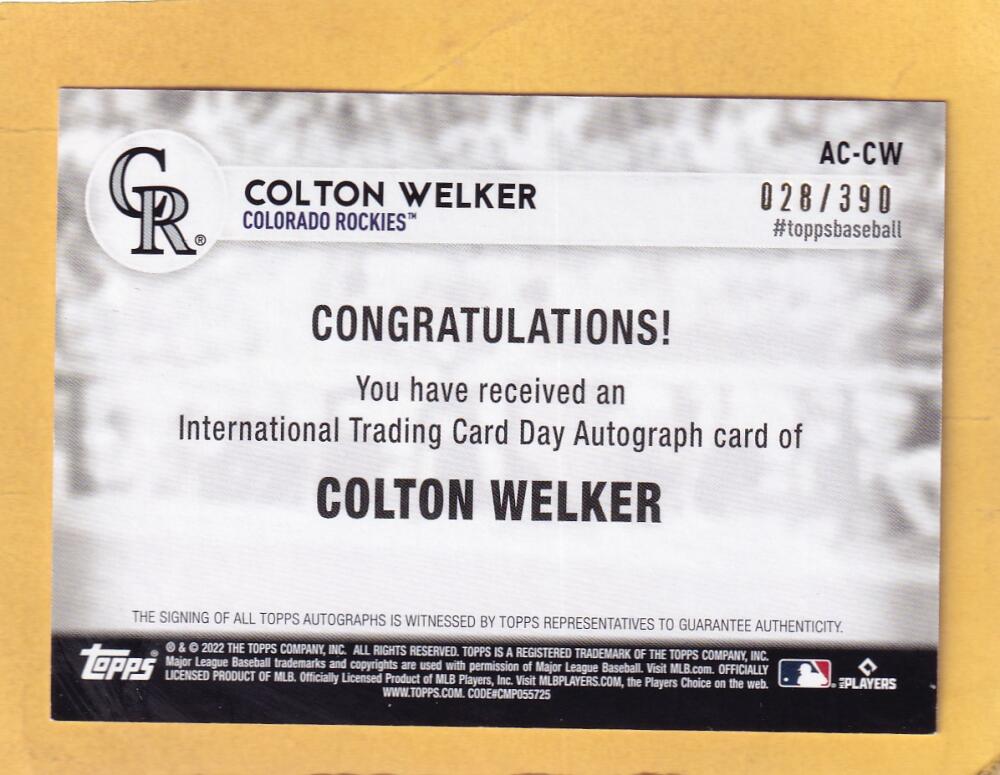 CR®
AC-CW
COLTON WELKER
028/390
COLORADO ROCKIES™
#toppsbaseball
CONGRATULATIONS!
You have received an
International Trading Card Day Autograph card of
COLTON WELKER
THE SIGNING OF ALL TOPPS AUTOGRAPHS IS WITNESSED BY TOPPS REPRESENTATIVES TO GUARANTEE AUTHENTICITY.
topps®
® & © 2022 THE TOPPS COMPANY, INC. ALL RIGHTS RESERVED. TOPPS IS A REGISTERED TRADEMARK OF THE TOPPS COMPANY, INC.
Major League Baseball trademarks and copyrights are used with permission of Major League Baseball. Visit MLB.com. OFFICIALLY
LICENSED PRODUCT OF MLB. Officially Licensed Product of MLB Players, Inc. Visit MLBPLAYERS.COM, the Players Choice on the web.
WWW.TOPPS.COM. CODE#CMP055725
MLB PLAYERS